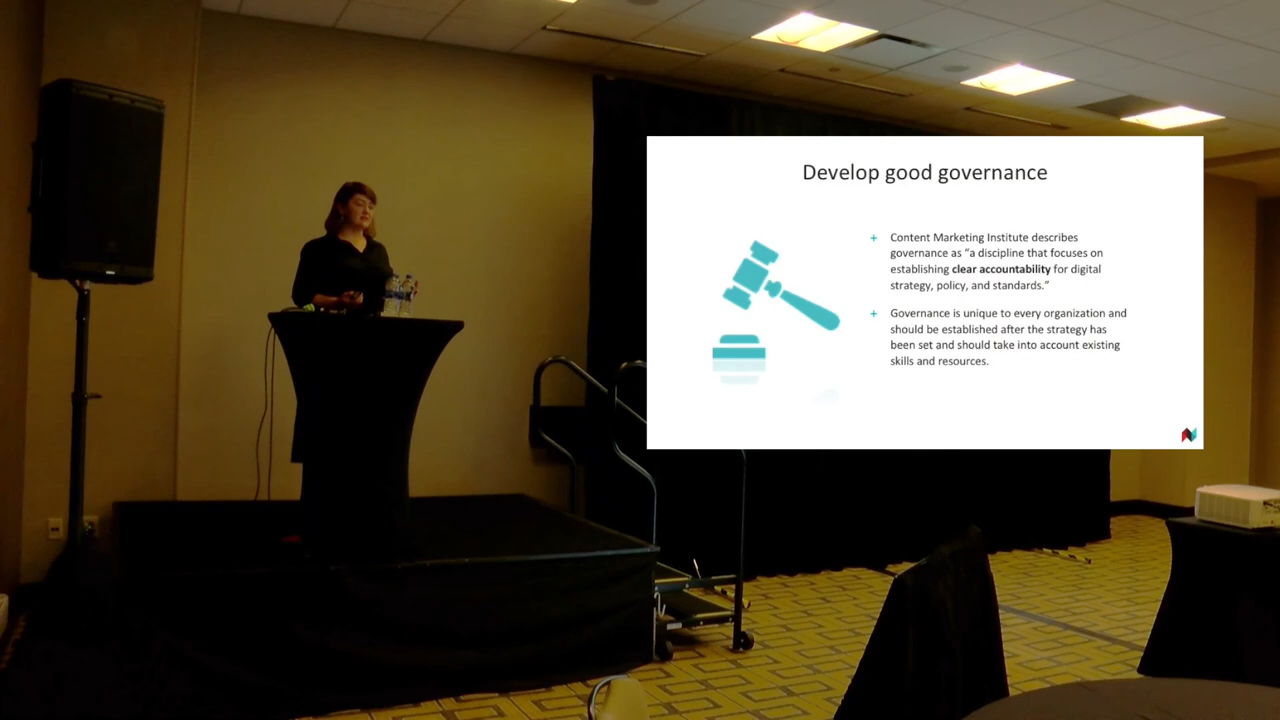 Develop good governance
+ Content Marketing Institute describes
governance as “a discipline that focuses on
establishing clear accountability for digital
strategy, policy, and standards.”
+ Governance is unique to every organization and
should be established after the strategy has
been set and should take into account existing
skills and resources.